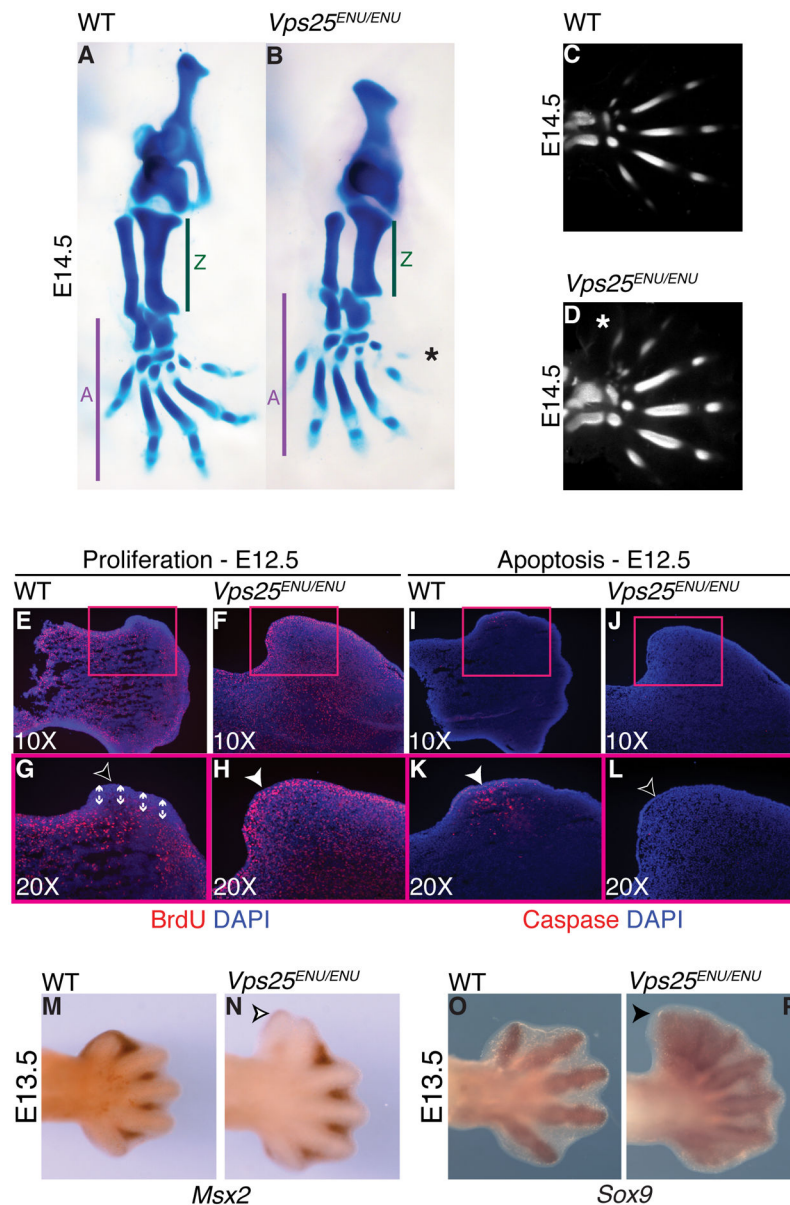 WT
Vps25ENU/ENU
WT
A
B
C
E14.5
E14.5
Z
Z
A
A
*
Vps25ENU/ENU
D
*
E14.5
Proliferation - E12.5
Apoptosis - E12.5
WT
Vps25ENU/ENU
WT
Vps25ENU/ENU
E
F
I
J
10X
10X
10X
10X
G
H
K
L
20X
20X
20X
20X
BrdU DAPI
Caspase DAPI
WT
Vps25ENU/ENU
WT
Vps25ENU/ENU
M
N
O
P
E13.5
E13.5
Msx2
Sox9